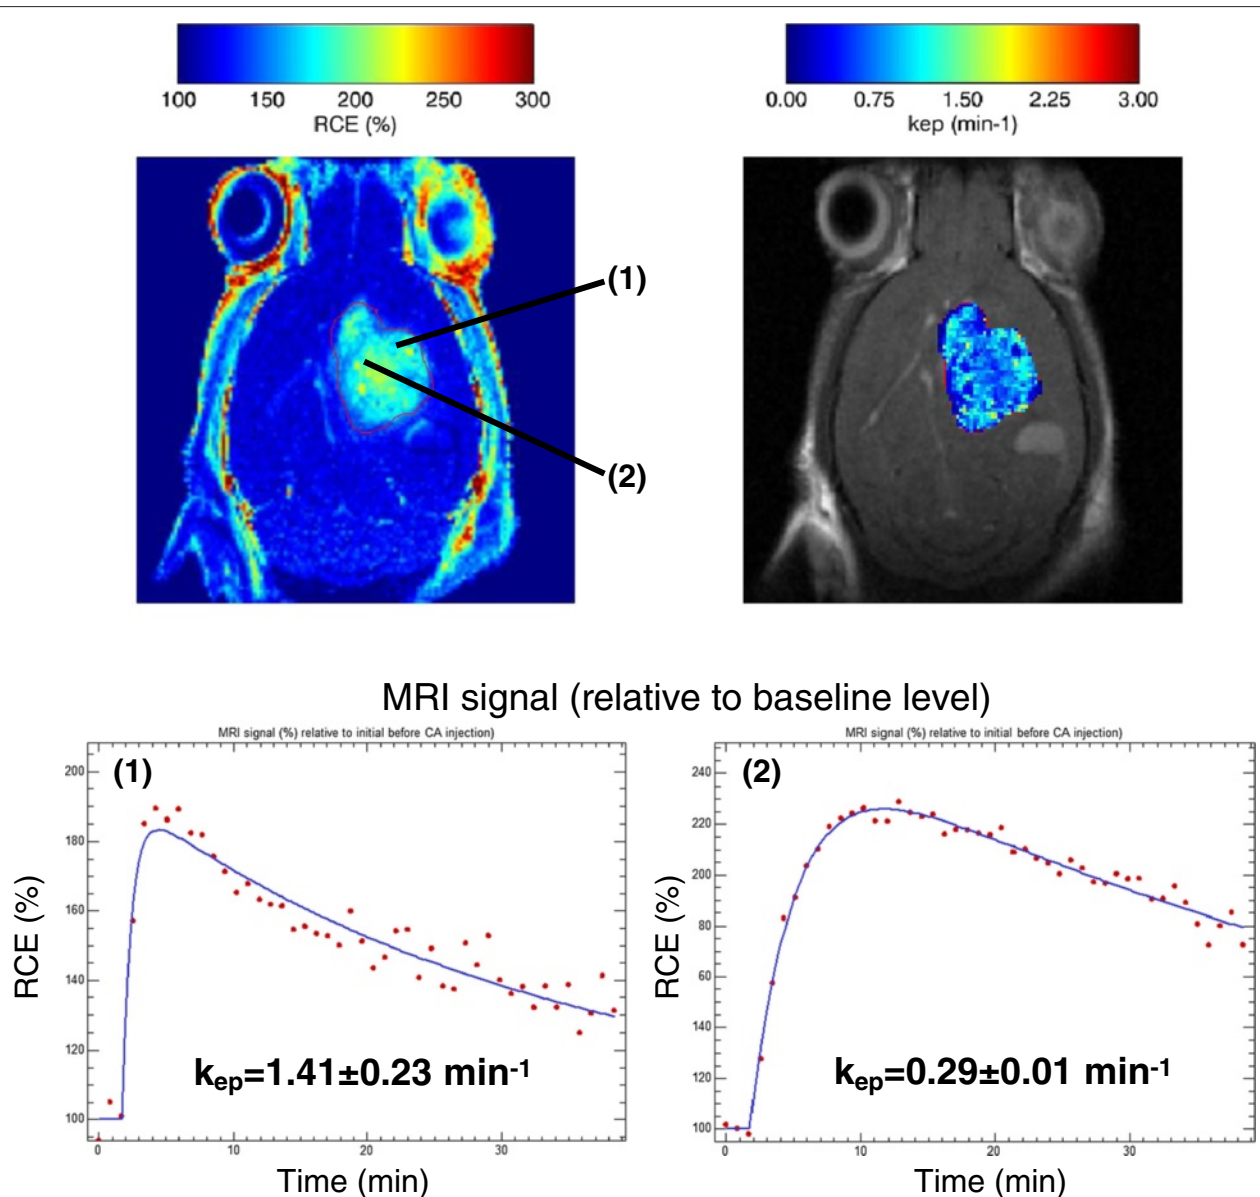 100 150 200 250 300
RCE (%)
0.00 0.75 1.50 2.25 3.00
kep (min-1)
(1)
(2)
MRI signal (relative to baseline level)
MRI signal (%) relative to initial before CA injection)
(1)
200
180
160
140
120
100
RCE (%)
kep=1.41±0.23 min-1
0 10 20 30
Time (min)
MRI signal (%) relative to initial before CA injection)
(2)
240
220
200
80
60
140
120
100
RCE (%)
kep=0.29±0.01 min-1
0 10 20 30
Time (min)